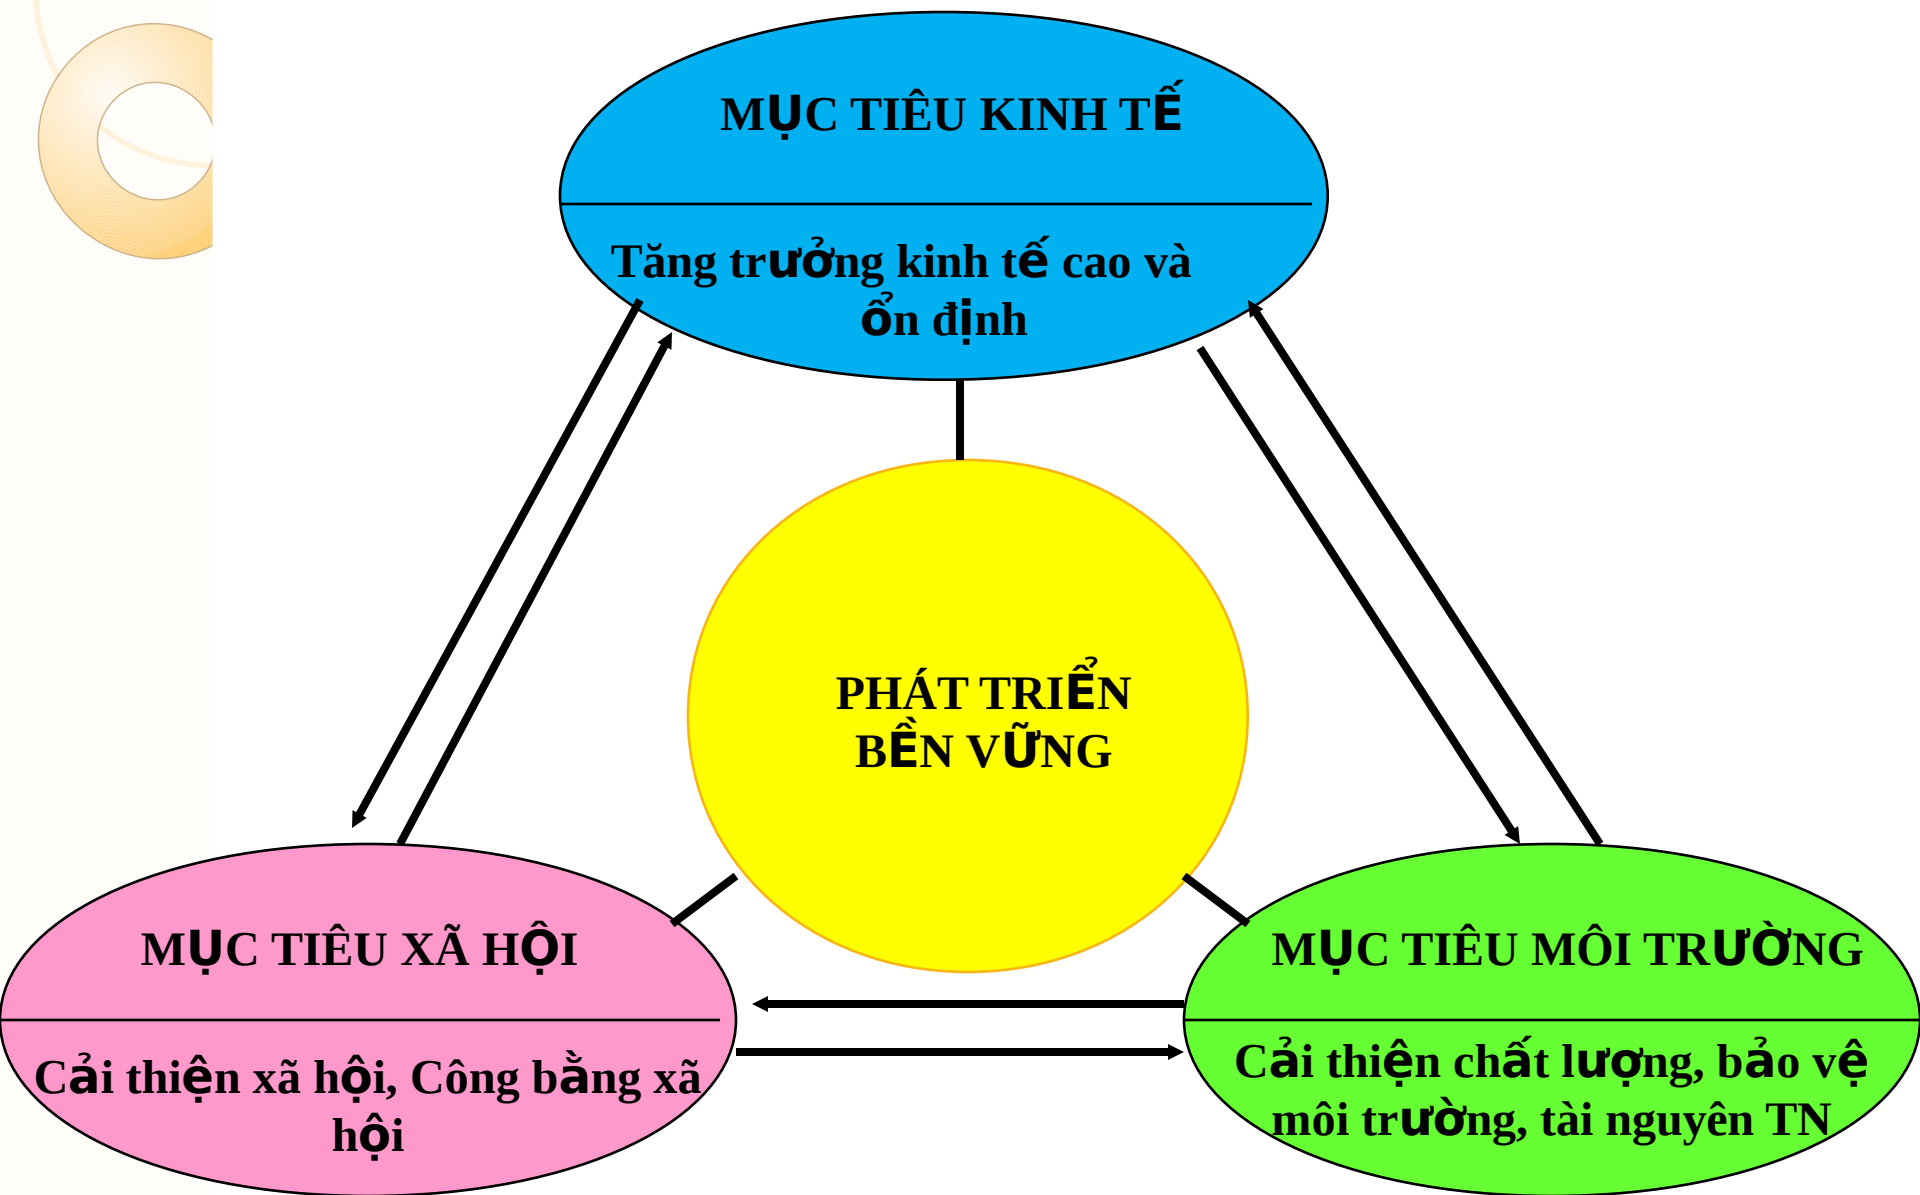 MỤC TIÊU KINH TẾ
Tăng trưởng kinh tế cao và
ổn định
PHÁT TRIỂN
BỀN VỮNG
MỤC TIÊU XÃ HỘI
Cải thiện xã hội, Công bằng xã
hội
MỤC TIÊU MÔI TRƯỜNG
Cải thiện chất lượng, bảo vệ
môi trường, tài nguyên TN